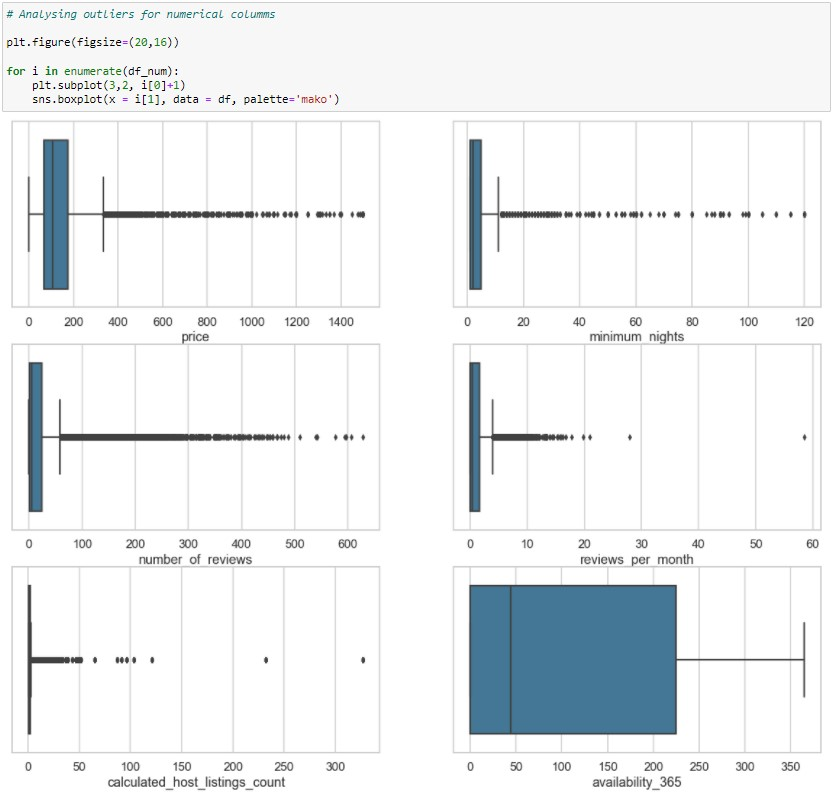 # Analysing outliers for numerical columms
plt.figure(figsize=(20,16))
for i in enumerate(df_num):
    plt.subplot(3,2, i[0]+1)
    sns.boxplot(x = i[1], data = df, palette='mako')
0 200 400 600 800 1000 1200 1400
price
0 20 40 60 80 100 120
minimum_nights
0 100 200 300 400 500 600
number_of_reviews
0 10 20 30 40 50 60
reviews_per_month
0 50 100 150 200 250 300
calculated_host_listings_count
0 50 100 150 200 250 300 350
availability_365